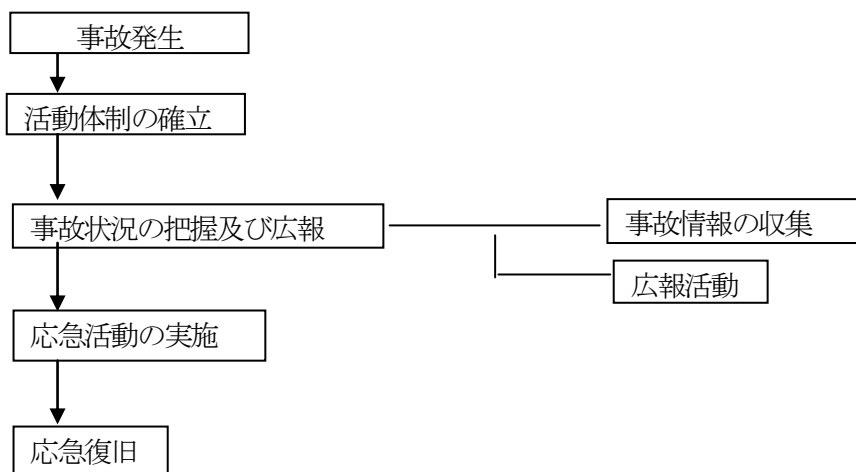 事故発生
活動体制の確立
事故状況の把握及び広報
事故情報の収集
広報活動
応急活動の実施
応急復旧